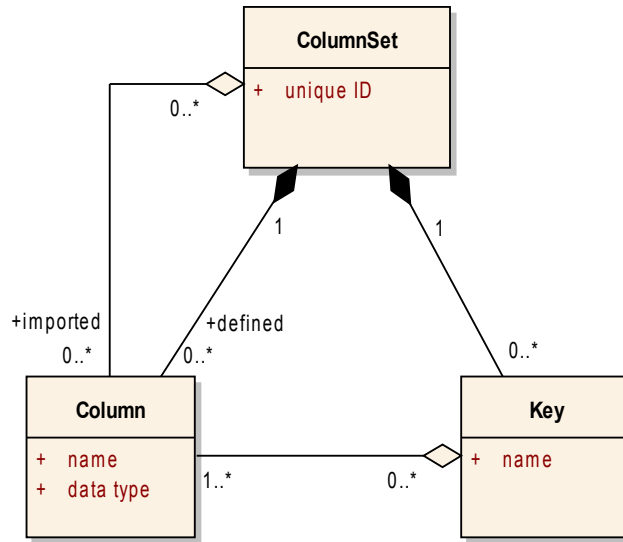 ColumnSet
+ unique ID
0..*
1
1
+imported
+defined
0..*
0..*
0..*
Column
+ name
+ data type
1..*
0..*
Key
+ name